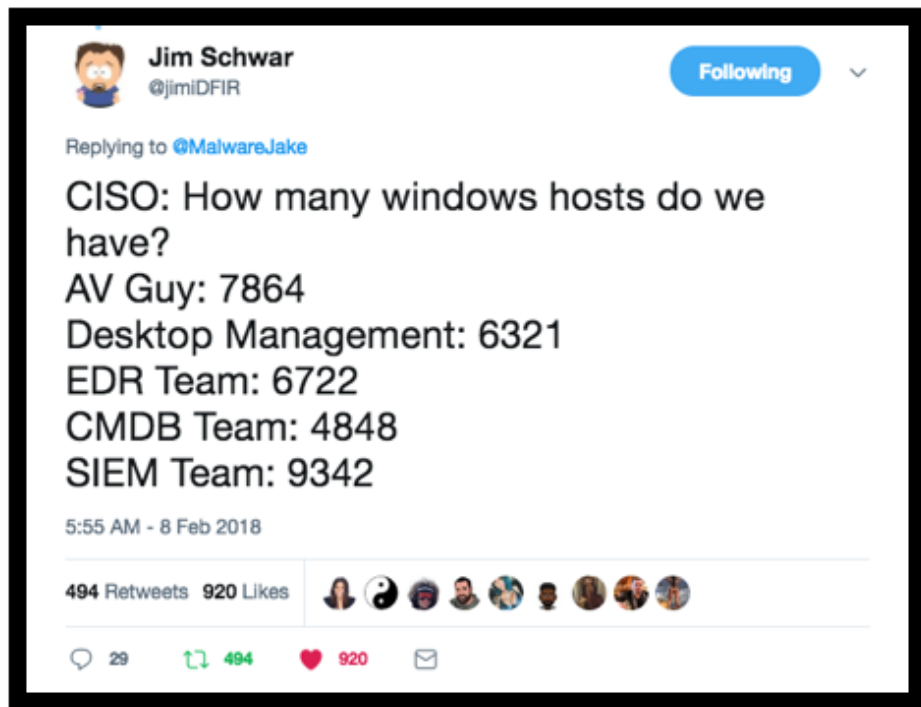 Jim Schwar
@jimiDFIR
Following
Replying to @MalwareJake
CISO: How many windows hosts do we
have?
AV Guy: 7864
Desktop Management: 6321
EDR Team: 6722
CMDB Team: 4848
SIEM Team: 9342
5:55 AM - 8 Feb 2018
494 Retweets 920 Likes
29 494 920